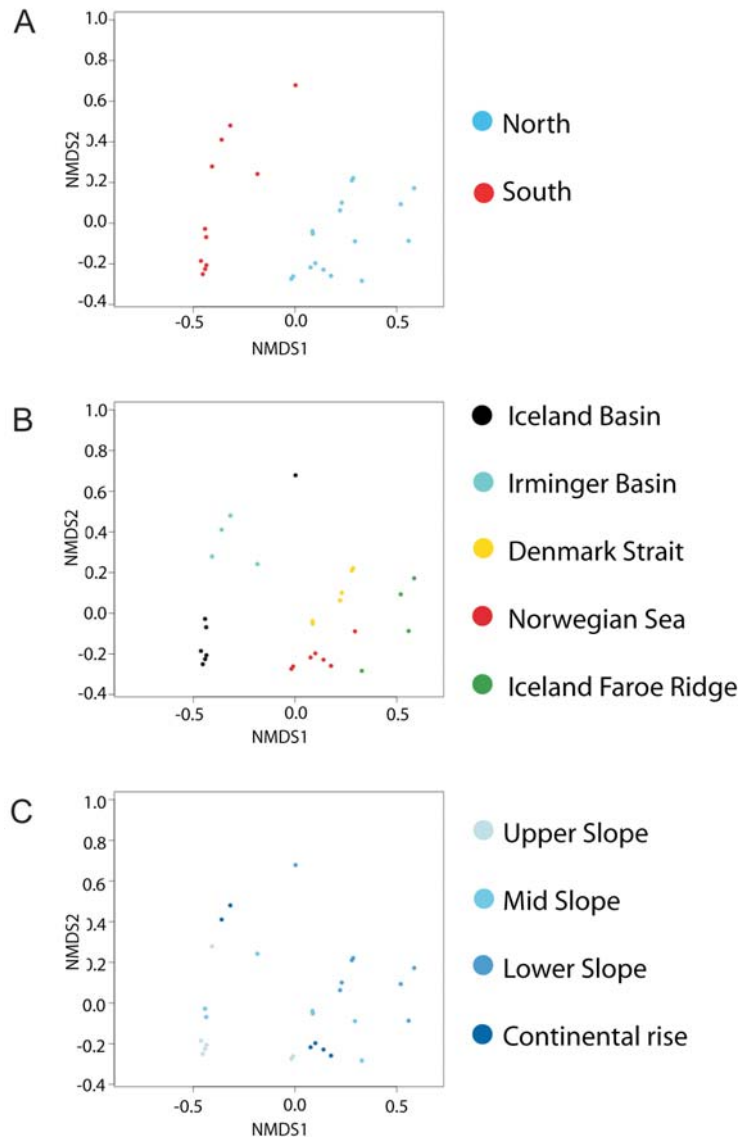 A
1.0
0.8
0.6
0.4
0.2
0.0
-0.2
-0.4
NMDS2
-0.5
0.0
0.5
NMDS1
North
South
B
1.0
0.8
0.6
0.4
0.2
0.0
-0.2
-0.4
NMDS2
-0.5
0.0
0.5
NMDS1
Iceland Basin
Irminger Basin
Denmark Strait
Norwegian Sea
Iceland Faroe Ridge
C
1.0
0.8
0.6
0.4
0.2
0.0
-0.2
-0.4
NMDS2
-0.5
0.0
0.5
NMDS1
Upper Slope
Mid Slope
Lower Slope
Continental rise